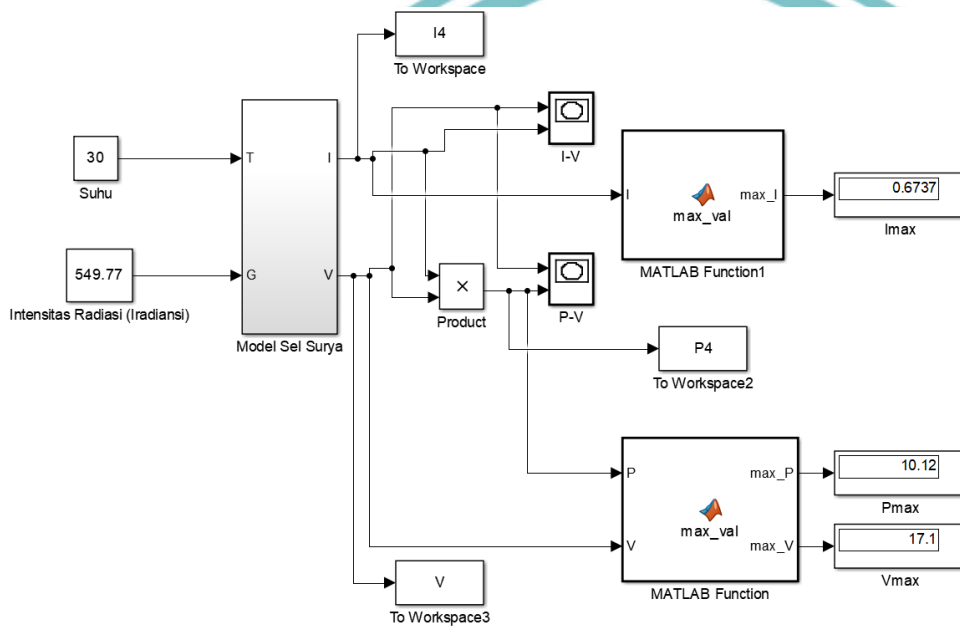 I4
To Workspace
30
Suhu
549.77
Intensitas Radiasi (Iradiansi)
T
I
G
V
Model Sel Surya
I-V
I
max_val
max_I
MATLAB Function1
0.6737
Imax
×
Product
P-V
P4
To Workspace2
P
max_P
max_val
V
max_V
MATLAB Function
10.12
Pmax
17.1
Vmax
V
To Workspace3